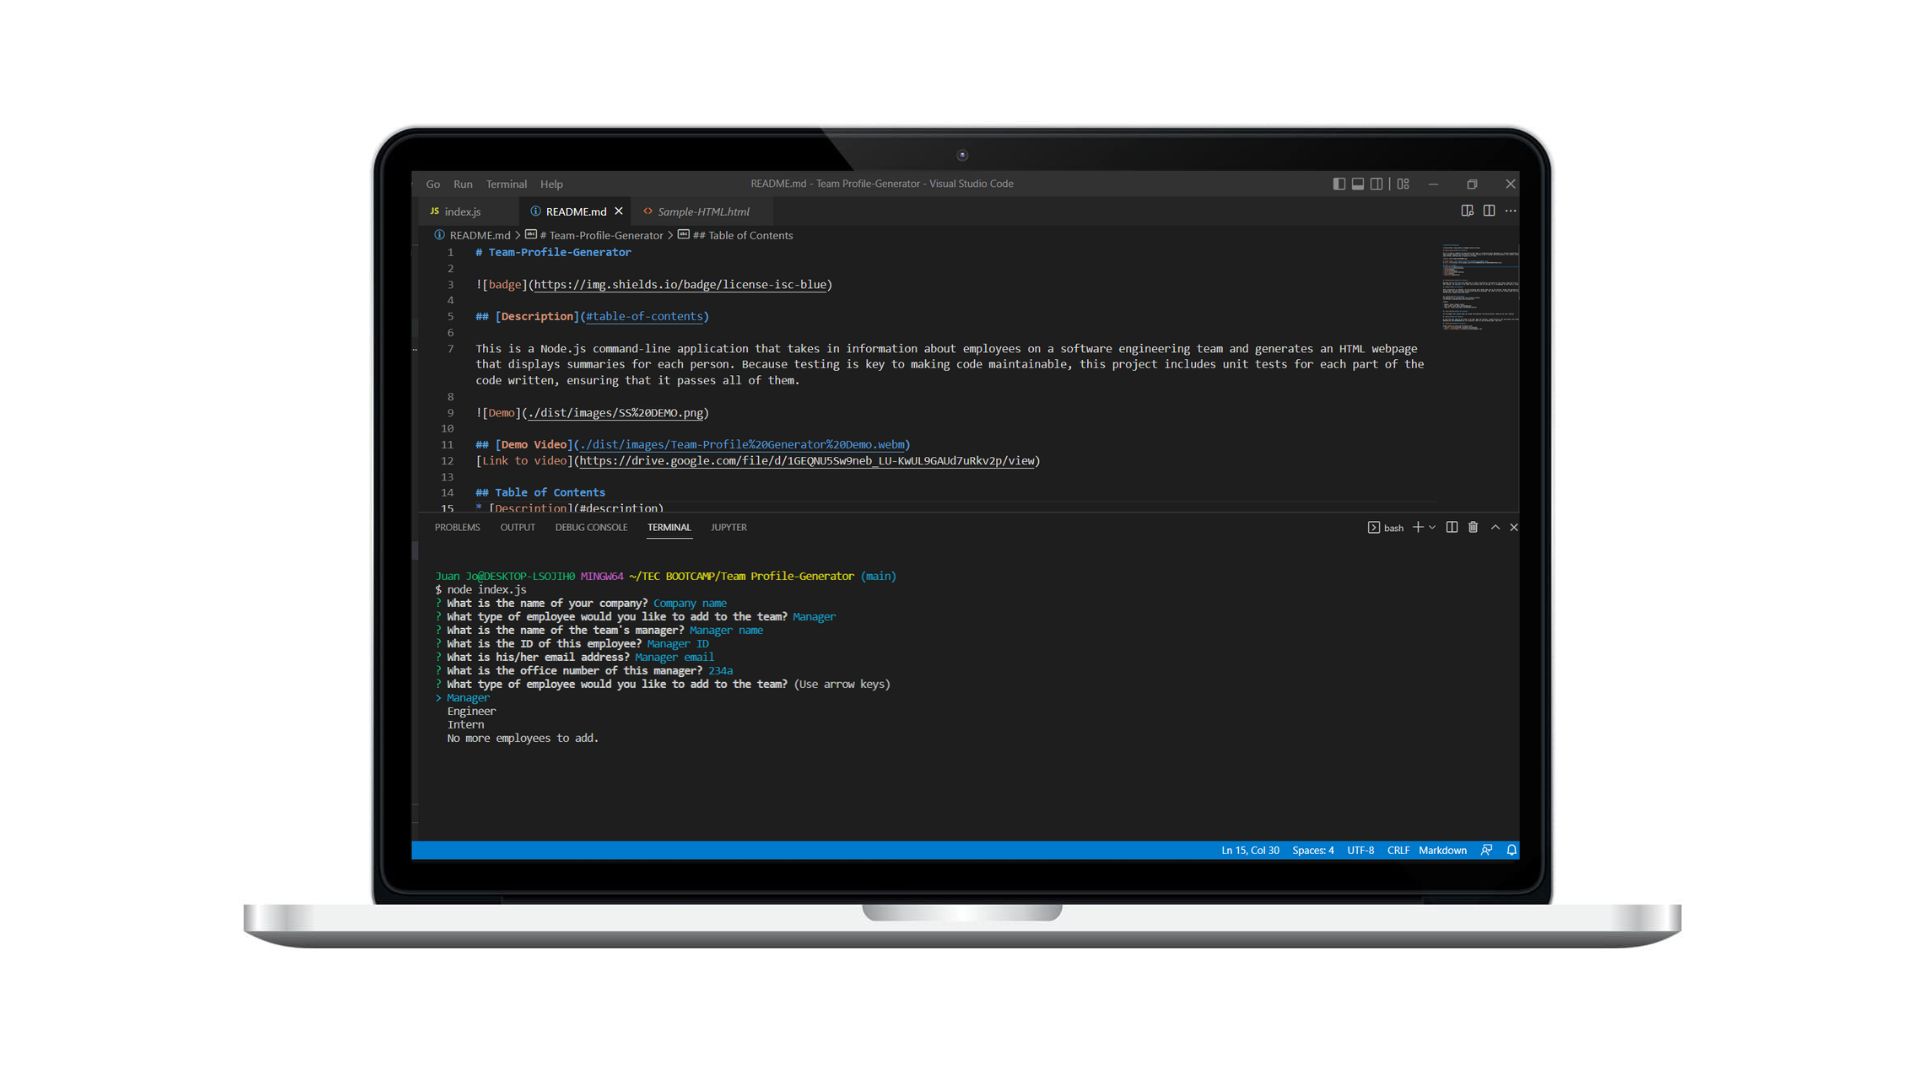 Go Run Terminal Help README.md - Team Profile-Generator - Visual Studio Code
JS index.js README.md Sample-HTML.html
README.md > # Team-Profile-Generator > ## Table of Contents
1 # Team-Profile-Generator
2
3 ![badge](https://img.shields.io/badge/license-isc-blue)
4
5 ## [Description](#table-of-contents)
6
7 This is a Node.js command-line application that takes in information about employees on a software engineering team and generates an HTML webpage
that displays summaries for each person. Because testing is key to making code maintainable, this project includes unit tests for each part of the
code written, ensuring that it passes all of them.
8
9 ![Demo](./dist/images/SS%20DEMO.png)
10
11 ## [Demo Video](./dist/images/Team-Profile%20Generator%20Demo.webm)
12 [Link to video](https://drive.google.com/file/d/1GEQNU5Sw9neb_LU-KwUL9GAUd7uRkv2p/view)
13
14 ## Table of Contents
15 * [Description](#description)
PROBLEMS OUTPUT DEBUG CONSOLE TERMINAL JUPYTER bash
Juan Jo@DESKTOP-LSOJIH0 MINGW64 ~/TEC BOOTCAMP/Team Profile-Generator (main)
$ node index.js
? What is the name of your company? Company name
? What type of employee would you like to add to the team? Manager
? What is the name of the team's manager? Manager name
? What is the ID of this employee? Manager ID
? What is his/her email address? Manager email
? What is the office number of this manager? 234a
? What type of employee would you like to add to the team? (Use arrow keys)
> Manager
Engineer
Intern
No more employees to add.
Ln 15, Col 30 Spaces: 4 UTF-8 CRLF Markdown